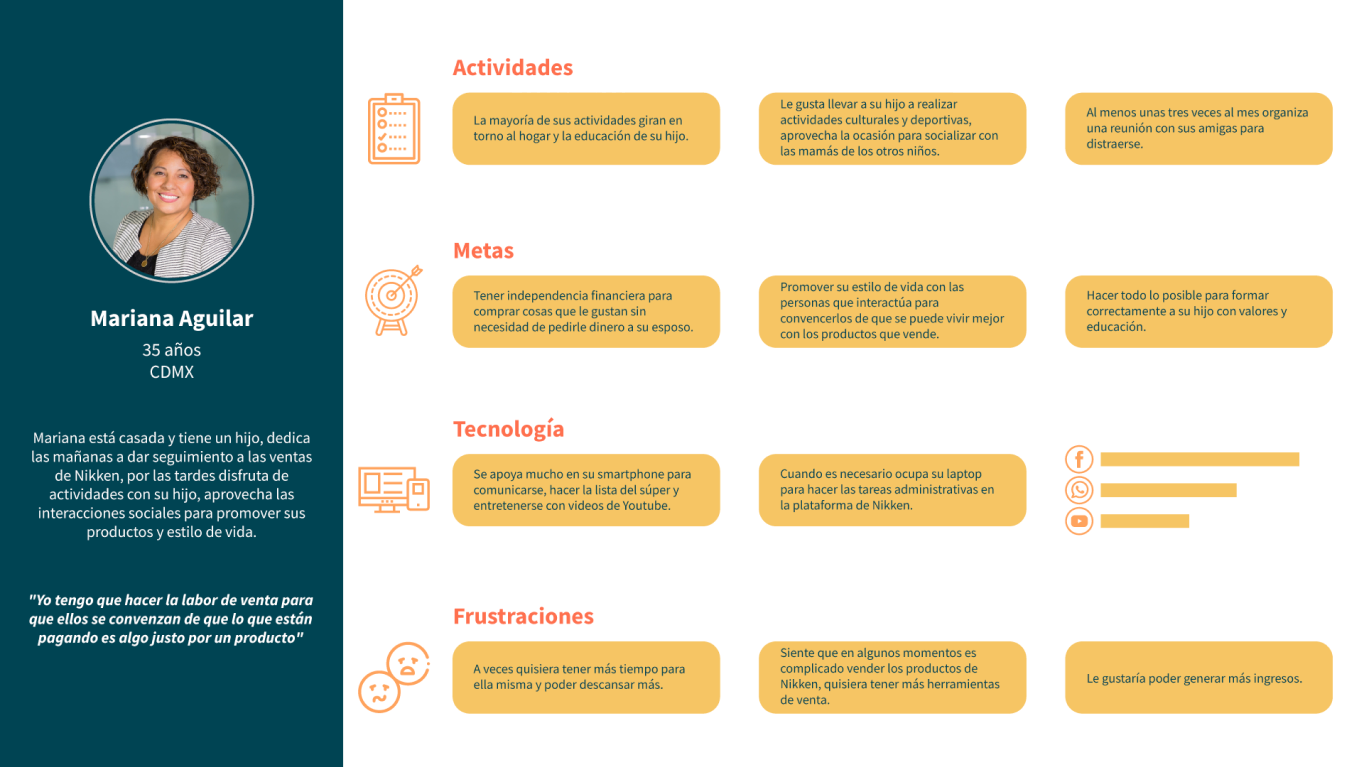 Mariana Aguilar
35 años
CDMX
Mariana está casada y tiene un hijo, dedica
las mañanas a dar seguimiento a las ventas
de Nikken, por las tardes disfruta de
actividades con su hijo, aprovecha las
interacciones sociales para promover sus
productos y estilo de vida.
"Yo tengo que hacer la labor de venta para
que ellos se convenzan de que lo que están
pagando es algo justo por un producto"
Actividades
La mayoría de sus actividades giran en
torno al hogar y la educación de su hijo.
Le gusta llevar a su hijo a realizar
actividades culturales y deportivas,
aprovecha la ocasión para socializar con
las mamás de los otros niños.
Al menos unas tres veces al mes organiza
una reunión con sus amigas para
distraerse.
Metas
Tener independencia financiera para
comprar cosas que le gustan sin
necesidad de pedirle dinero a su esposo.
Promover su estilo de vida con las
personas que interactúa para
convencerlos de que se puede vivir mejor
con los productos que vende.
Hacer todo lo posible para formar
correctamente a su hijo con valores y
educación.
Tecnología
Se apoya mucho en su smartphone para
comunicarse, hacer la lista del súper y
entretenerse con videos de Youtube.
Cuando es necesario ocupa su laptop
para hacer las tareas administrativas en
la plataforma de Nikken.
Frustraciones
A veces quisiera tener más tiempo para
ella misma y poder descansar más.
Siente que en algunos momentos es
complicado vender los productos de
Nikken, quisiera tener más herramientas
de venta.
Le gustaría poder generar más ingresos.